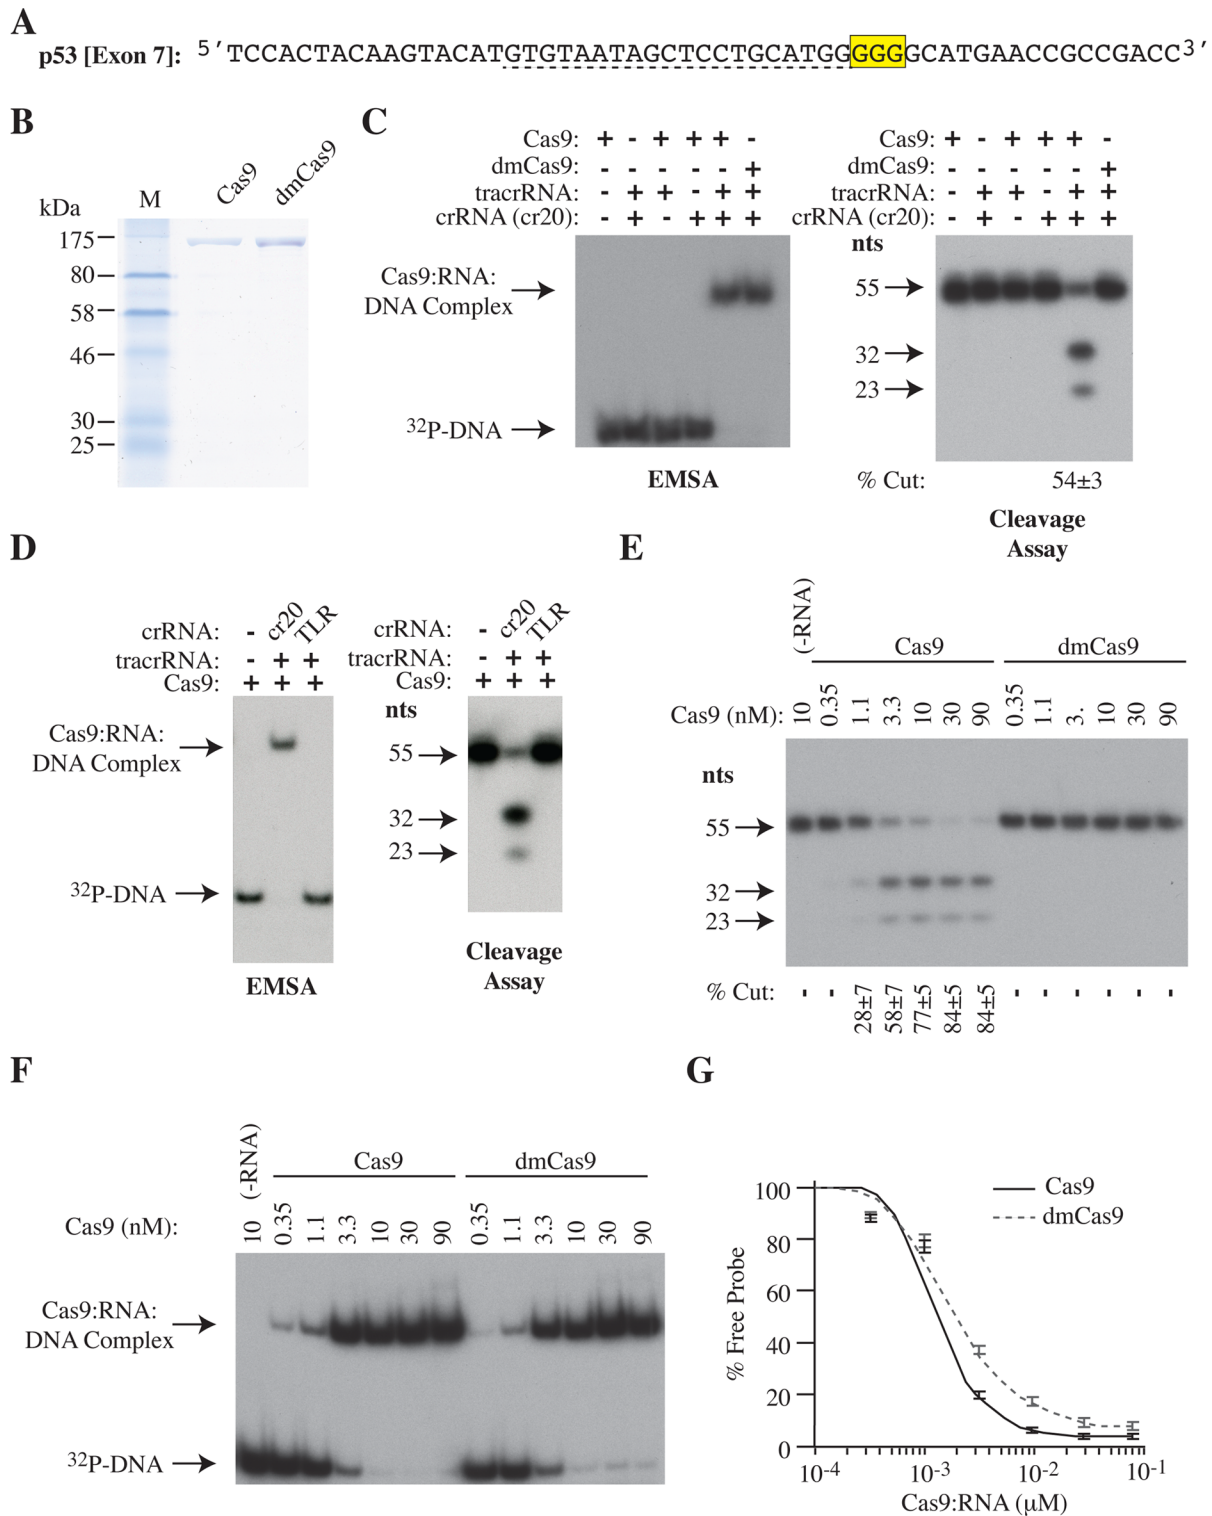 A
p53 [Exon 7]: 5′TCCACTACAAGTACATGTGTAATAGCTCCTGCATGGGGGGCATGAACCGCCGACC3′
B
M Cas9 dmCas9
kDa
175
80
58
46
30
25
C
Cas9: + - + + + -
dmCas9: - - - - - +
tracrRNA: - + + - + +
crRNA (cr20): - + - + + +
Cas9:RNA:
DNA Complex
32P-DNA
EMSA
Cas9: + - + + + -
dmCas9: - - - - - +
tracrRNA: - + + - + +
crRNA (cr20): - + - + + +
nts
55
32
23
% Cut: 54±3
Cleavage
Assay
D
crRNA: - cr20 TLR
tracrRNA: - + +
Cas9: + + +
Cas9:RNA:
DNA Complex
32P-DNA
EMSA
crRNA: - cr20 TLR
tracrRNA: - + +
Cas9: + + +
nts
55
32
23
Cleavage
Assay
E
(-RNA) Cas9 dmCas9
Cas9 (nM): 10 0.35 1.1 3.3 10 30 90 0.35 1.1 3. 10 30 90
nts
55
32
23
% Cut: - - 28±7 58±7 77±5 84±5 84±5 - - - - - -
F
(-RNA) Cas9 dmCas9
Cas9 (nM): 10 0.35 1.1 3.3 10 30 90 0.35 1.1 3.3 10 30 90
Cas9:RNA:
DNA Complex
32P-DNA
G
Cas9
dmCas9
% Free Probe
100
80
60
40
20
0
10-4 10-3 10-2 10-1
Cas9:RNA (µM)